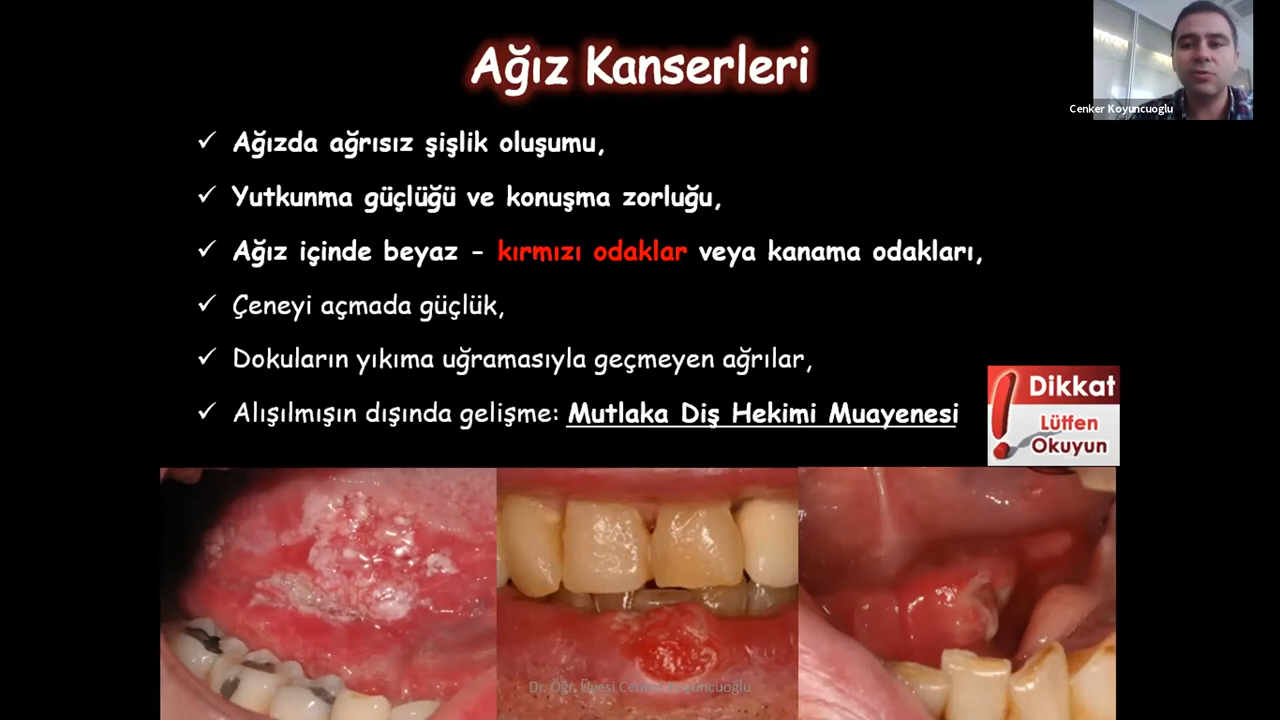 Ağız Kanserleri
Cenker Koyuncuoglu
Ağızda ağrısız şişlik oluşumu,
Yutkunma güçlüğü ve konuşma zorluğu,
Ağız içinde beyaz – kırmızı odaklar veya kanama odakları,
Çeneyi açmada güçlük,
Dokuların yıkıma uğramasıyla geçmeyen ağrılar,
Alışılmışın dışında gelişme: Mutlaka Diş Hekimi Muayenesi
Dikkat
Lütfen
Okuyun
Dr. Öğr. Üyesi Cenker Koyuncuoğlu